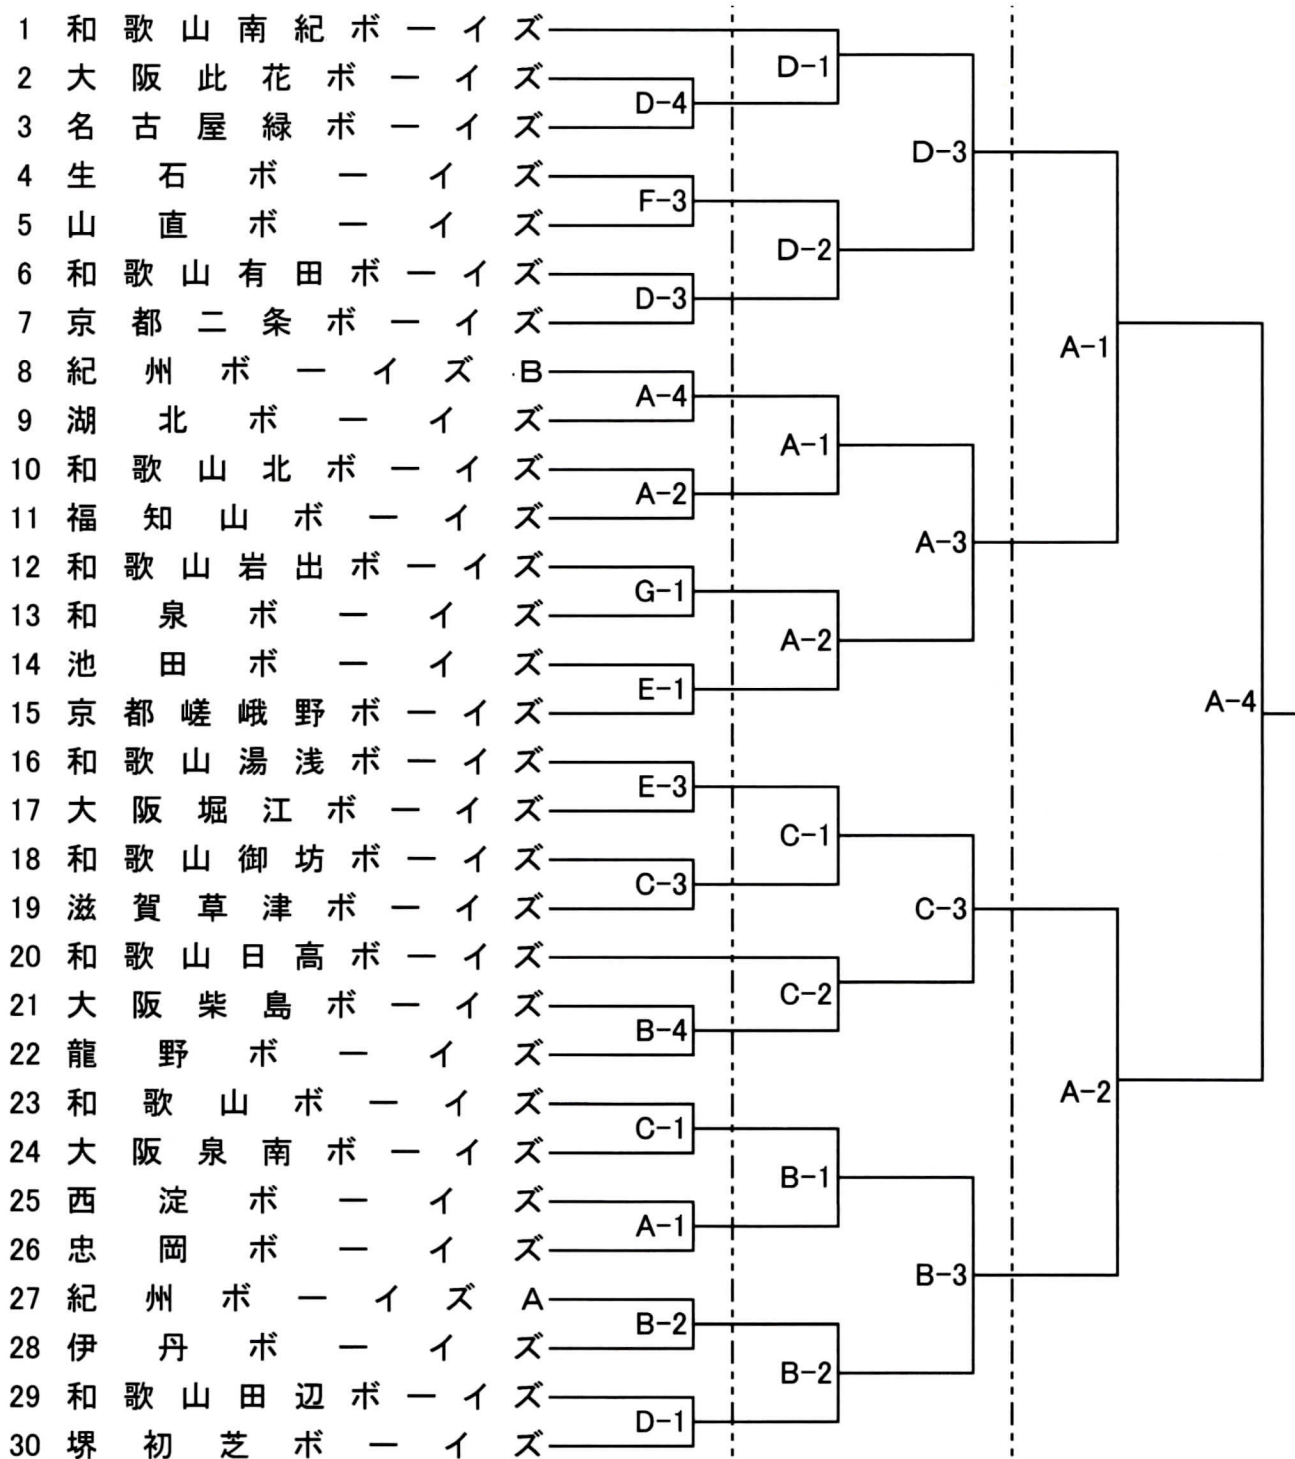 1 和歌山南紀ボーイズ
D-1
2 大阪此花ボーイズ
D-4
3 名古屋緑ボーイズ
D-3
4 生石ボーイズ
F-3
5 山直ボーイズ
D-2
6 和歌山有田ボーイズ
D-3
7 京都二条ボーイズ
A-1
8 紀州ボーイズB
A-4
9 湖北ボーイズ
A-1
10 和歌山北ボーイズ
A-2
11 福知山ボーイズ
A-3
12 和歌山岩出ボーイズ
G-1
13 和泉ボーイズ
A-2
14 池田ボーイズ
E-1
15 京都嵯峨野ボーイズ
A-4
16 和歌山湯浅ボーイズ
E-3
17 大阪堀江ボーイズ
C-1
18 和歌山御坊ボーイズ
C-3
19 滋賀草津ボーイズ
C-3
20 和歌山日高ボーイズ
C-2
21 大阪柴島ボーイズ
B-4
22 龍野ボーイズ
A-2
23 和歌山ボーイズ
C-1
24 大阪泉南ボーイズ
B-1
25 西淀ボーイズ
A-1
26 忠岡ボーイズ
B-3
27 紀州ボーイズA
B-2
28 伊丹ボーイズ
B-2
29 和歌山田辺ボーイズ
D-1
30 堺初芝ボーイズ